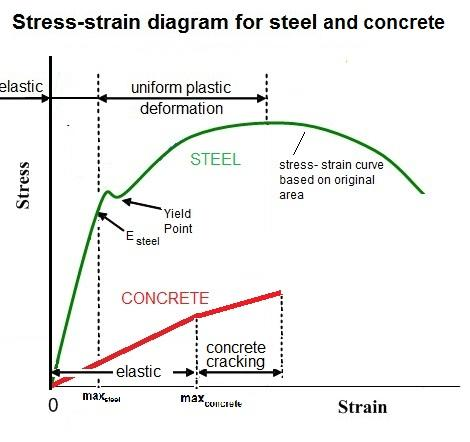 Stress-strain diagram for steel and concrete
elastic
uniform plastic
deformation
STEEL
stress- strain curve
based on original
area
Stress
Yield
Point
E steel
CONCRETE
concrete
cracking
elastic
0
max steel
max concrete
Strain